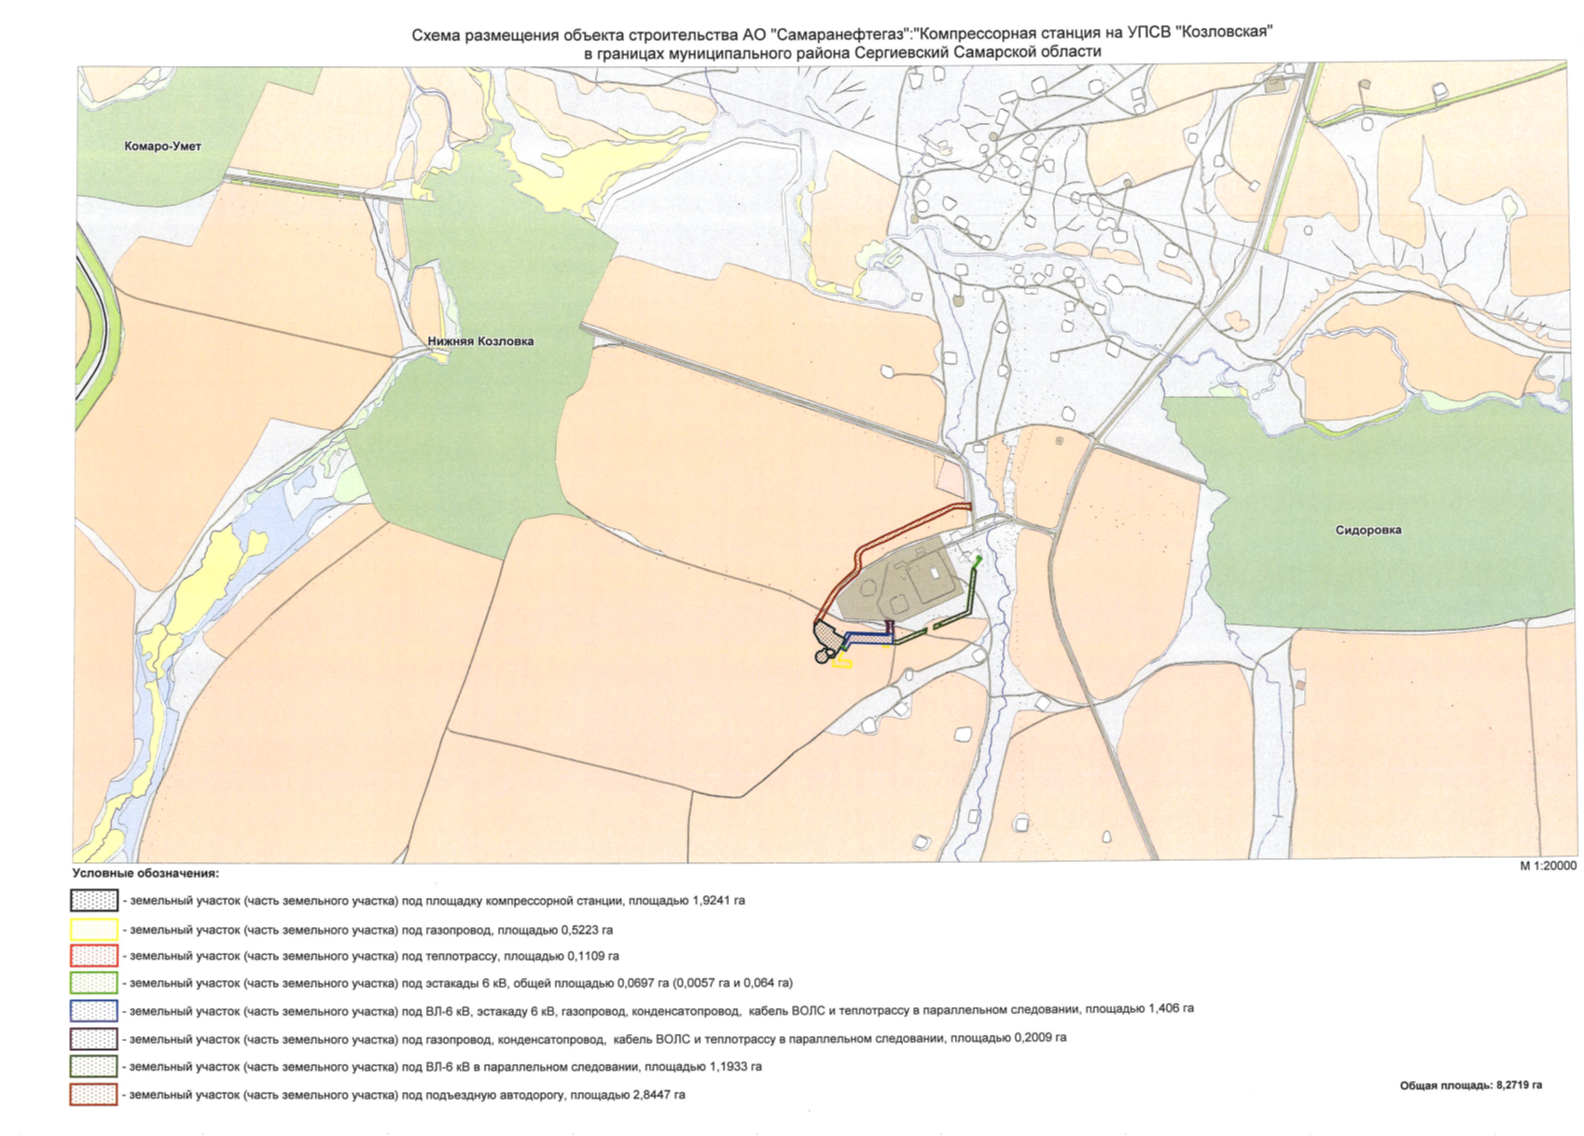 Схема размещения объекта строительства АО "Самаранефтегаз":"Компрессорная станция на УПСВ "Козловская"
в границах муниципального района Сергиевский Самарской области
Комаро-Умет
Нижняя Козловка
Сидоровка
М 1:20000
Условные обозначения:
- земельный участок (часть земельного участка) под площадку компрессорной станции, площадью 1,9241 га
- земельный участок (часть земельного участка) под газопровод, площадью 0,5223 га
- земельный участок (часть земельного участка) под теплотрассу, площадью 0,1109 га
- земельный участок (часть земельного участка) под эстакады 6 кВ, общей площадью 0,0697 га (0,0057 га и 0,064 га)
- земельный участок (часть земельного участка) под ВЛ-6 кВ, эстакаду 6 кВ, газопровод, конденсатопровод, кабель ВОЛС и теплотрассу в параллельном следовании, площадью 1,406 га
- земельный участок (часть земельного участка) под газопровод, конденсатопровод, кабель ВОЛС и теплотрассу в параллельном следовании, площадью 0,2009 га
- земельный участок (часть земельного участка) под ВЛ-6 кВ в параллельном следовании, площадью 1,1933 га
- земельный участок (часть земельного участка) под подъездную автодорогу, площадью 2,8447 га
Общая площадь: 8,2719 га